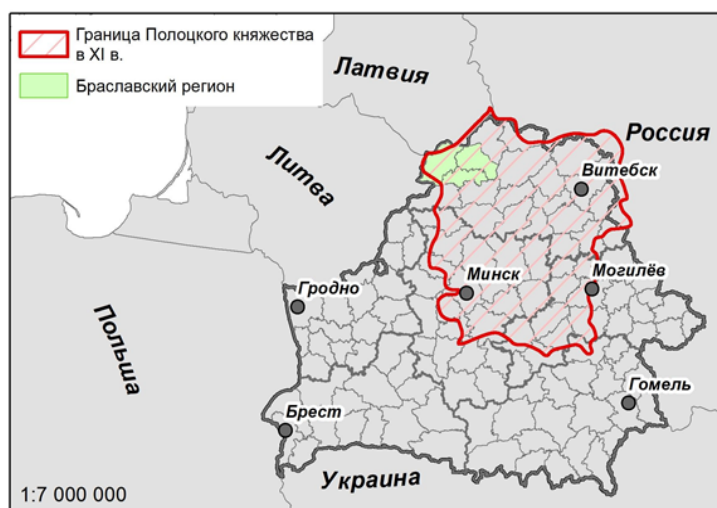 Граница Полоцкого княжества
в XI в.
Браславский регион
Латвия
Россия
Литва
Витебск
Минск
Могилёв
Гродно
Польша
Гомель
Брест
Украина
1:7 000 000